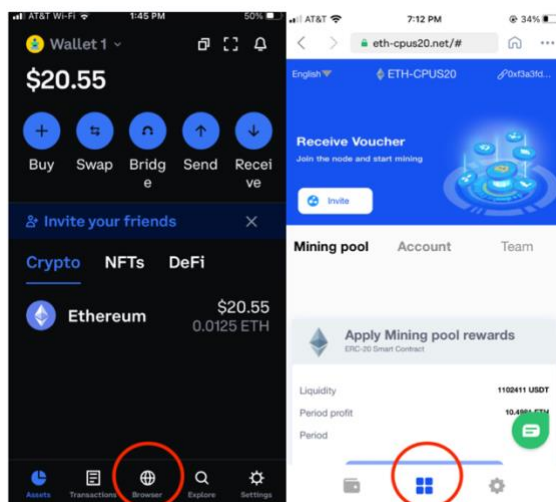 AT&T Wi-Fi 1:45 PM 50%
Wallet 1
$20.55
Buy Swap Bridg
e Send Recei
ve
Invite your friends
Crypto NFTs DeFi
Ethereum $20.55
0.0125 ETH
Assets Transactions Browser Explore Settings
AT&T 7:12 PM 34%
eth-cpus20.net/#
English ETH-CPUS20 0xf3a3fd...
Receive Voucher
Join the node and start mining
Invite
Mining pool Account Team
Apply Mining pool rewards
ERC-20 Smart Contract
Liquidity 1102411 USDT
Period profit 10.4961 ETH
Period